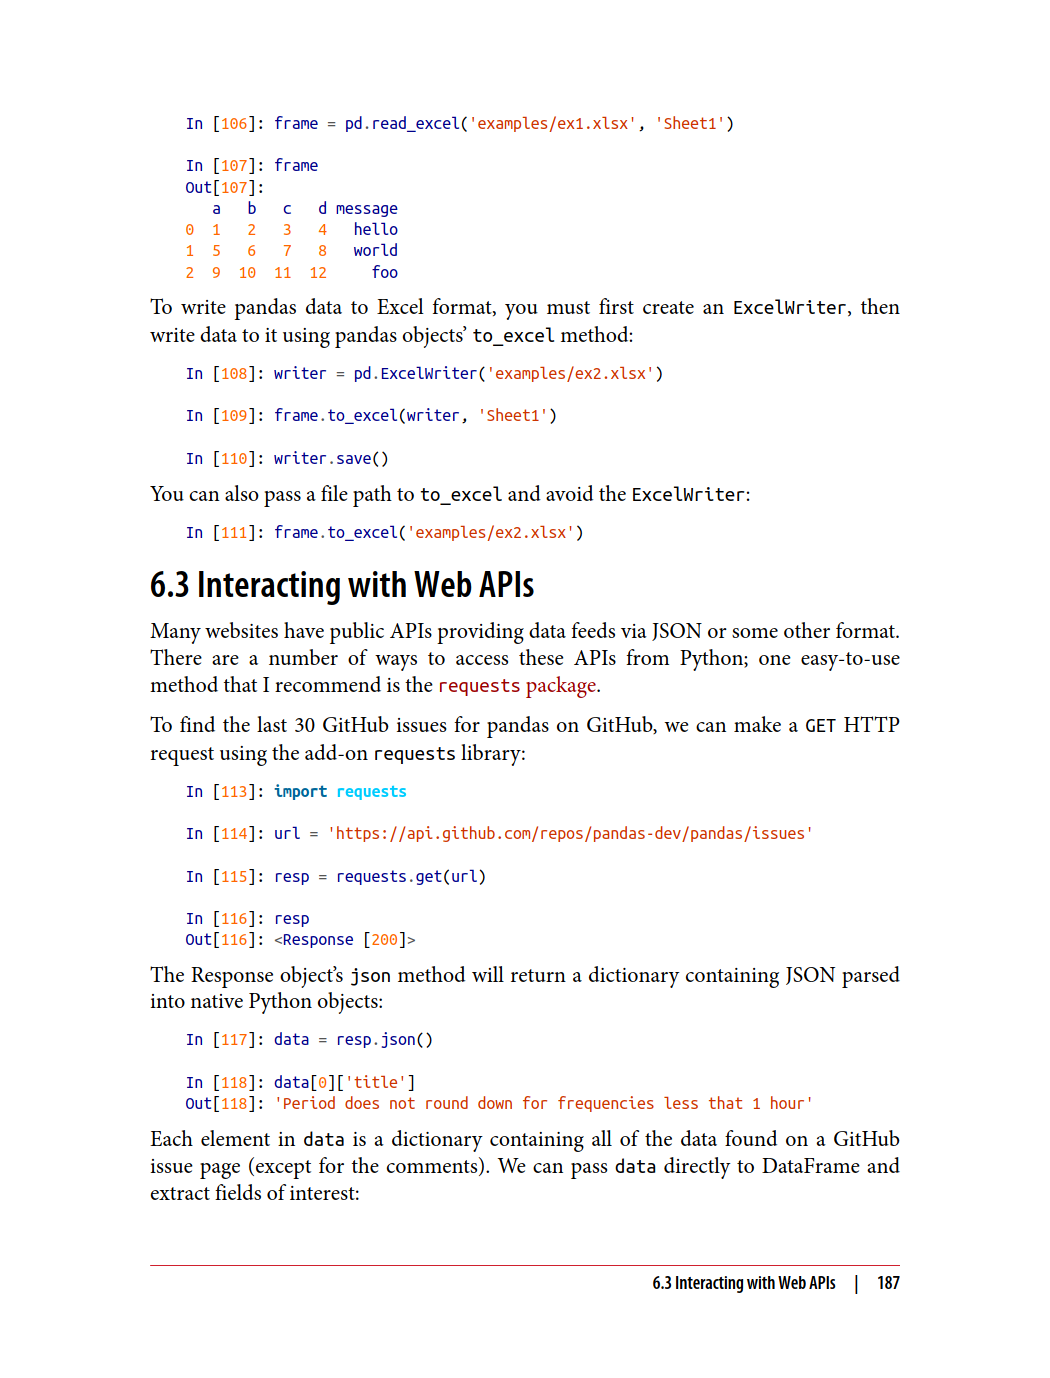 In [106]: frame = pd.read_excel('examples/ex1.xlsx', 'Sheet1')
In [107]: frame
Out[107]:
   a   b   c   d message
0  1   2   3   4   hello
1  5   6   7   8   world
2  9  10  11  12     foo
To write pandas data to Excel format, you must first create an ExcelWriter, then
write data to it using pandas objects’ to_excel method:
In [108]: writer = pd.ExcelWriter('examples/ex2.xlsx')
In [109]: frame.to_excel(writer, 'Sheet1')
In [110]: writer.save()
You can also pass a file path to to_excel and avoid the ExcelWriter:
In [111]: frame.to_excel('examples/ex2.xlsx')
6.3 Interacting with Web APIs
Many websites have public APIs providing data feeds via JSON or some other format.
There are a number of ways to access these APIs from Python; one easy-to-use
method that I recommend is the requests package.
To find the last 30 GitHub issues for pandas on GitHub, we can make a GET HTTP
request using the add-on requests library:
In [113]: import requests
In [114]: url = 'https://api.github.com/repos/pandas-dev/pandas/issues'
In [115]: resp = requests.get(url)
In [116]: resp
Out[116]: <Response [200]>
The Response object’s json method will return a dictionary containing JSON parsed
into native Python objects:
In [117]: data = resp.json()
In [118]: data[0]['title']
Out[118]: 'Period does not round down for frequencies less that 1 hour'
Each element in data is a dictionary containing all of the data found on a GitHub
issue page (except for the comments). We can pass data directly to DataFrame and
extract fields of interest:
6.3 Interacting with Web APIs | 187